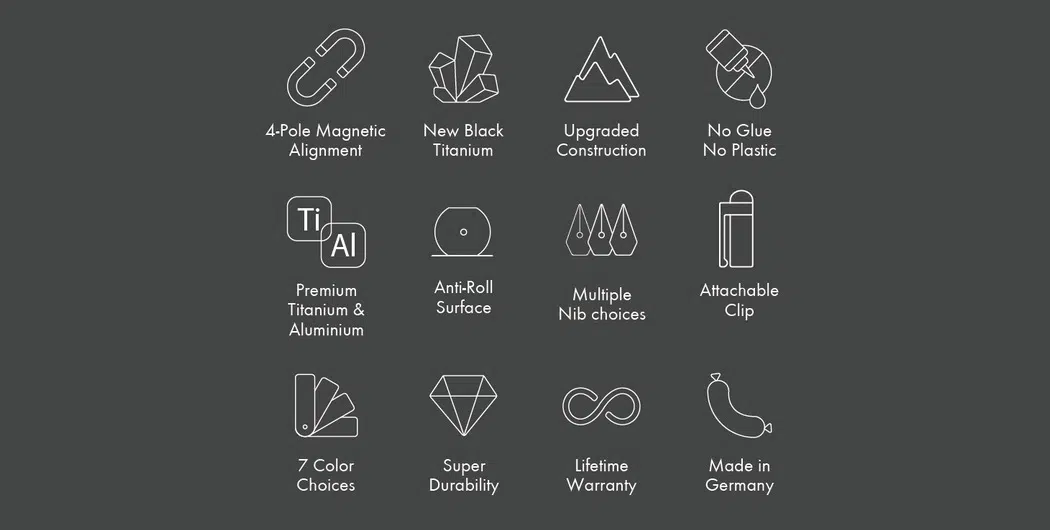 4-Pole Magnetic
Alignment
New Black
Titanium
Upgraded
Construction
No Glue
No Plastic
Ti
Al
Premium
Titanium &
Aluminium
Anti-Roll
Surface
Multiple
Nib choices
Attachable
Clip
7 Color
Choices
Super
Durability
Lifetime
Warranty
Made in
Germany